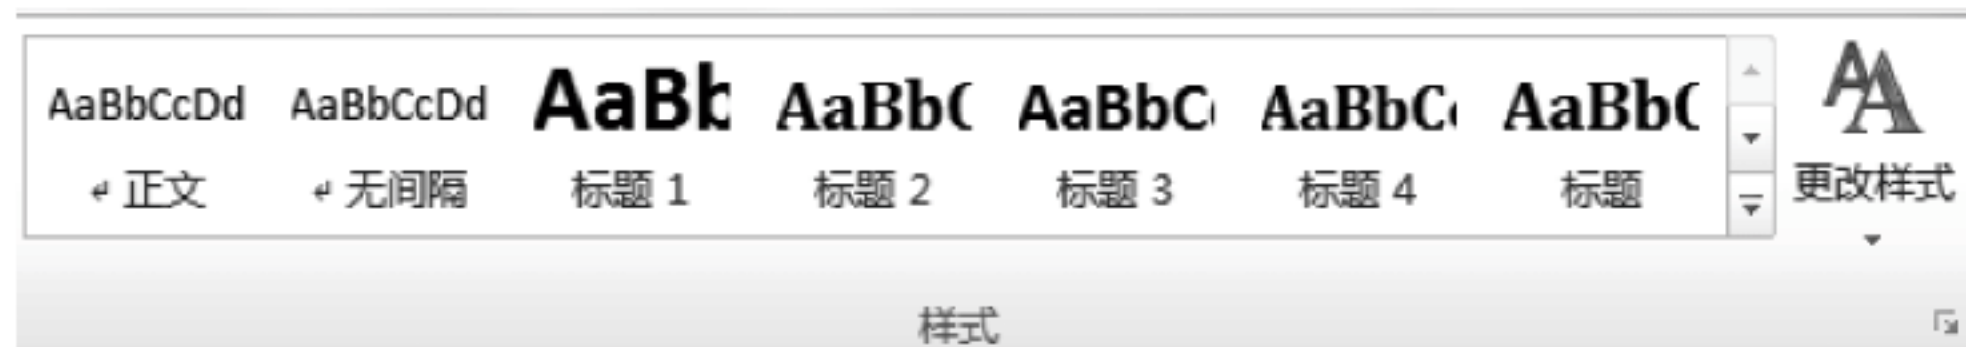 AaBbCcDd AaBbCcDd AaBb AaBbC AaBbC AaBbCc AaBbC
↵ 正文 ↵ 无间隔 标题 1 标题 2 标题 3 标题 4 标题 更改样式
样式